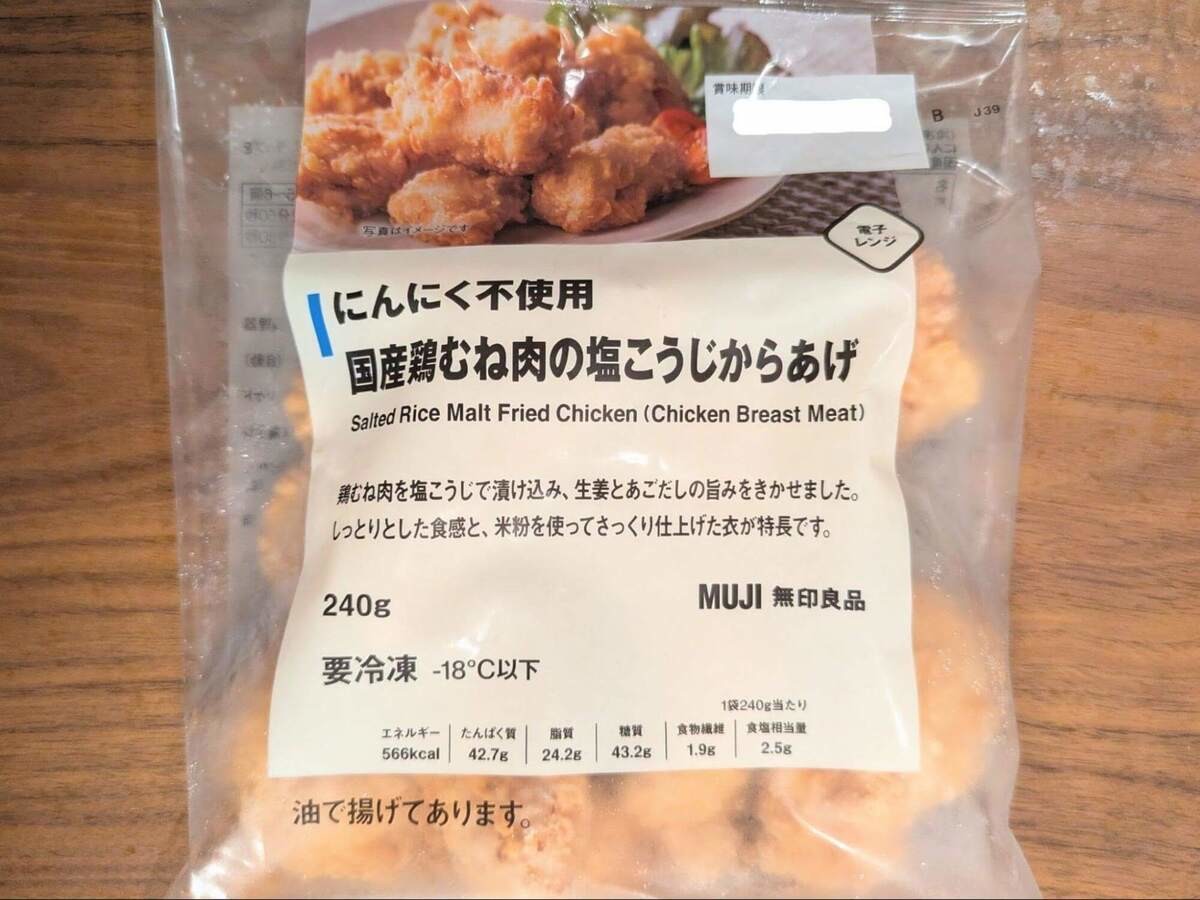 賞味期限
B J39
写真はイメージです
電子
レンジ
にんにく不使用
国産鶏むね肉の塩こうじからあげ
Salted Rice Malt Fried Chicken (Chicken Breast Meat)
鶏むね肉を塩こうじで漬け込み、生姜とあごだしの旨みをきかせました。
しっとりとした食感と、米粉を使ってさっくり仕上げた衣が特長です。
240g
MUJI 無印良品
要冷凍 -18℃以下
1袋240g当たり
エネルギー たんぱく質 脂質 糖質 食物繊維 食塩相当量
566kcal 42.7g 24.2g 43.2g 1.9g 2.5g
油で揚げてあります。